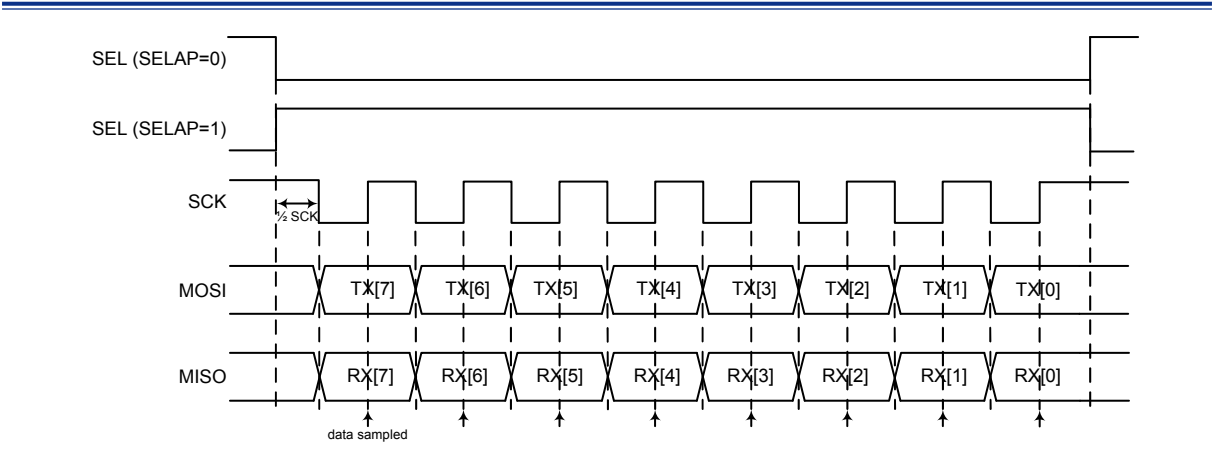 SEL (SELAP=0)
SEL (SELAP=1)
SCK
½ SCK
MOSI
TX[7] TX[6] TX[5] TX[4] TX[3] TX[2] TX[1] TX[0]
MISO
RX[7] RX[6] RX[5] RX[4] RX[3] RX[2] RX[1] RX[0]
data sampled